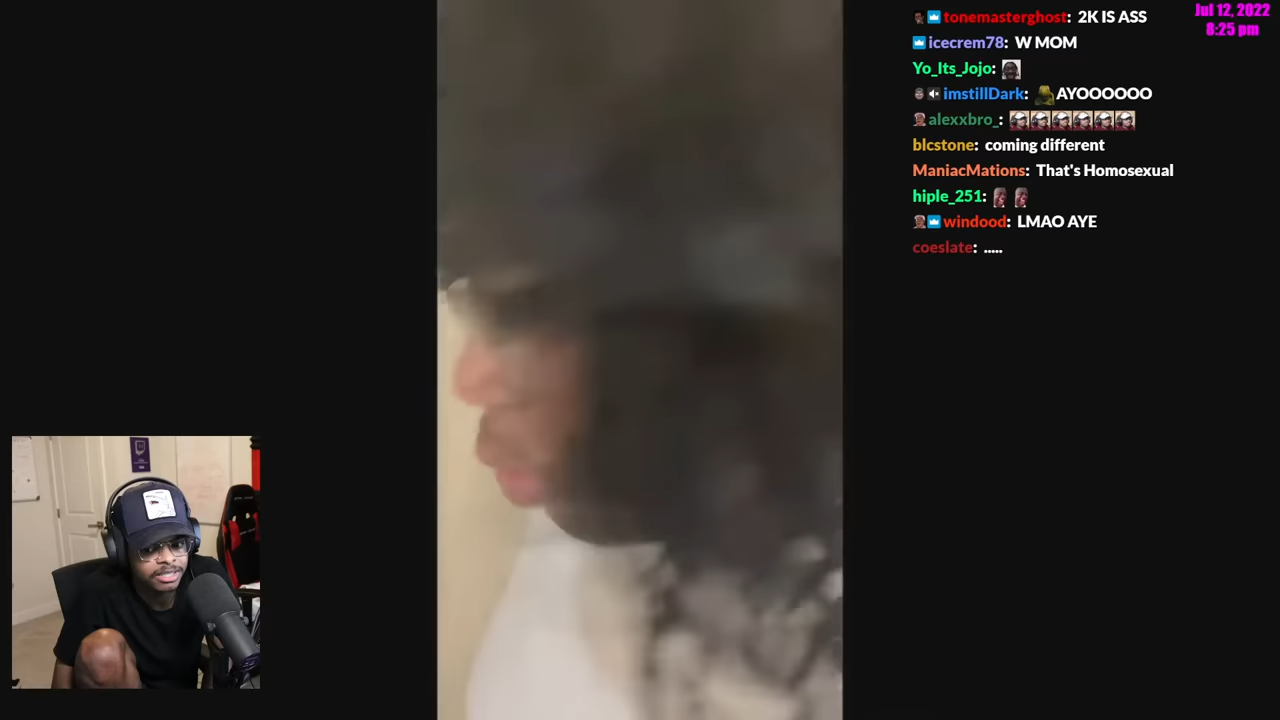 tonemasterghost: 2K IS ASS
icecrem78: W MOM
Yo_Its_Jojo:
imstillDark: AYOOOOOO
alexxbro_:
blcstone: coming different
ManiacMations: That's Homosexual
hiple_251:
windood: LMAO AYE
coeslate: .....
Jul 12, 2022
8:25 pm